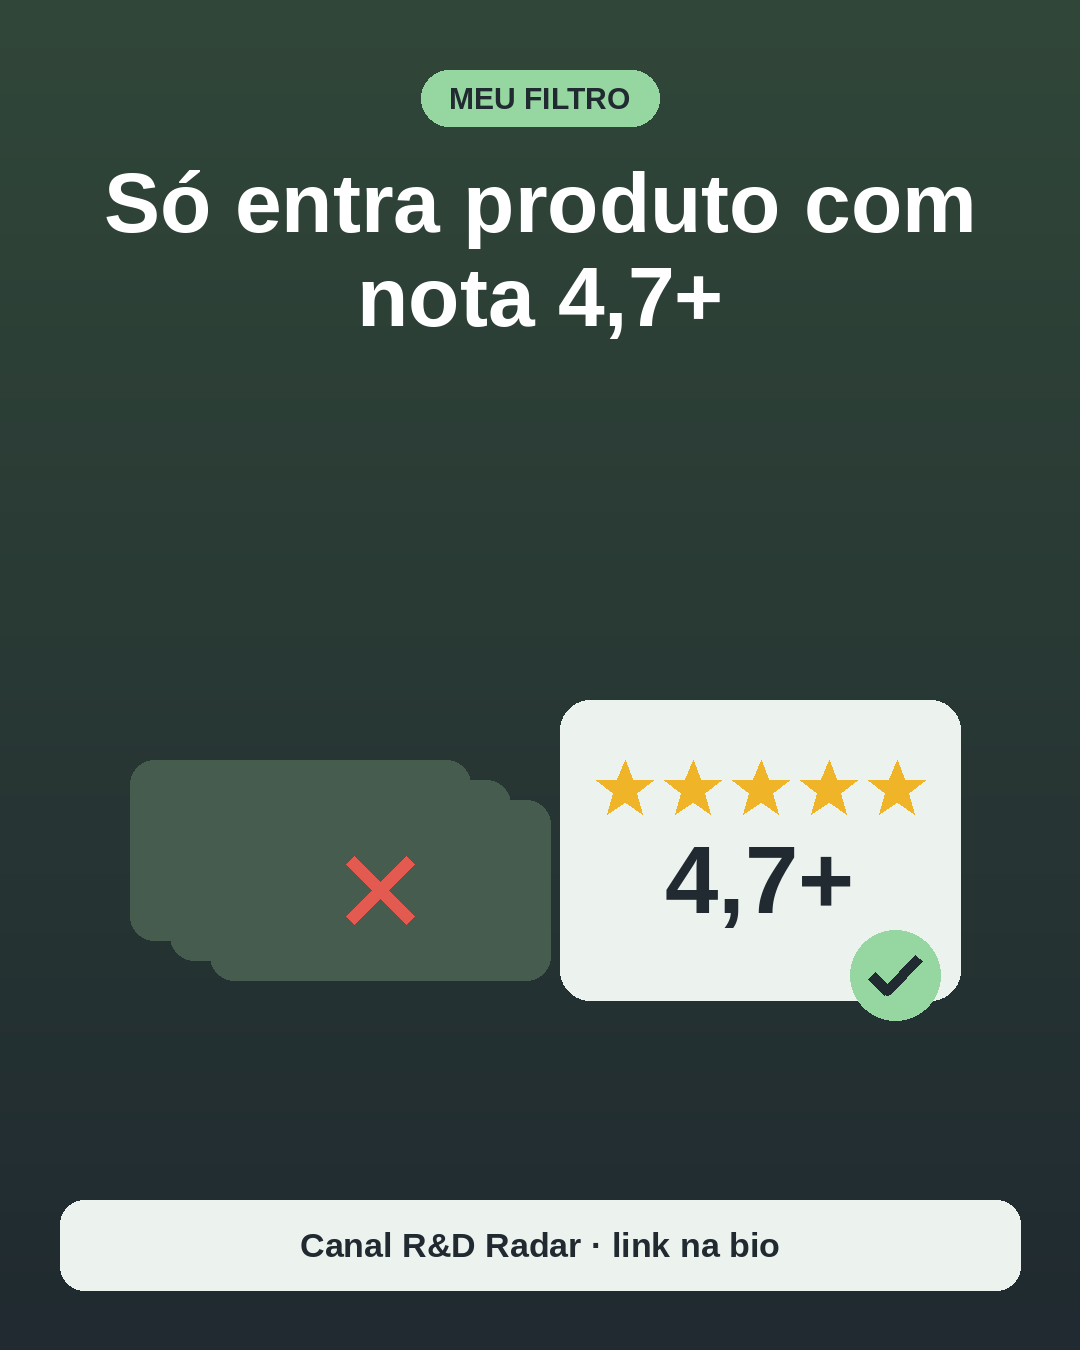 MEU FILTRO
Só entra produto com
nota 4,7+
4,7+
Canal R&D Radar · link na bio